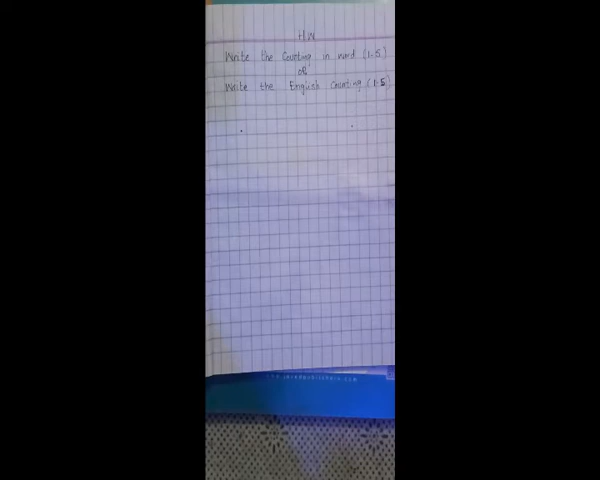 H.W
Write the Counting in word (1-5)
OR
Write the English Counting (1-5)